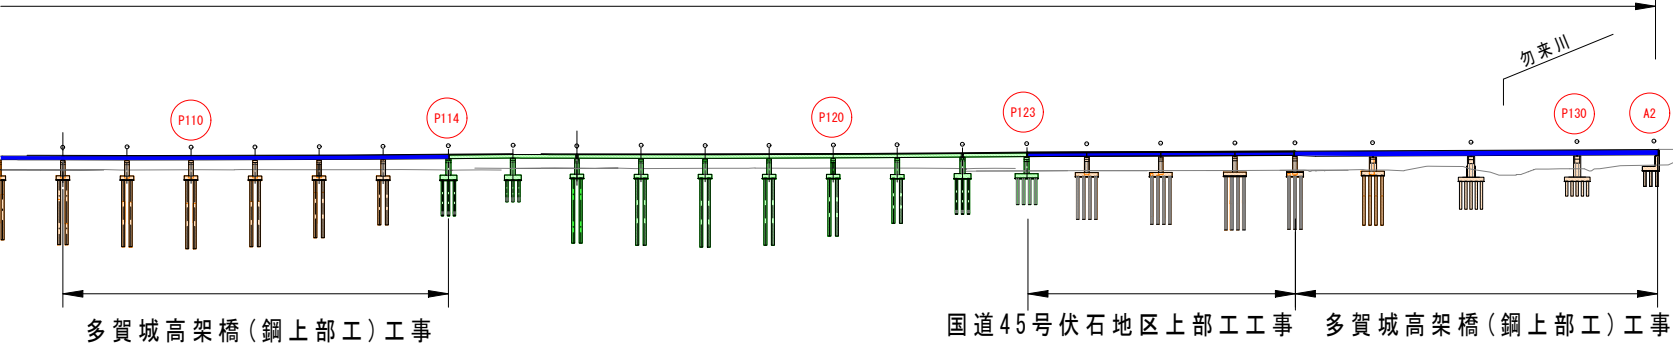 勿来川
P110
P114
P120
P123
P130
A2
多賀城高架橋(鋼上部工)工事
国道45号伏石地区上部工工事
多賀城高架橋(鋼上部工)工事